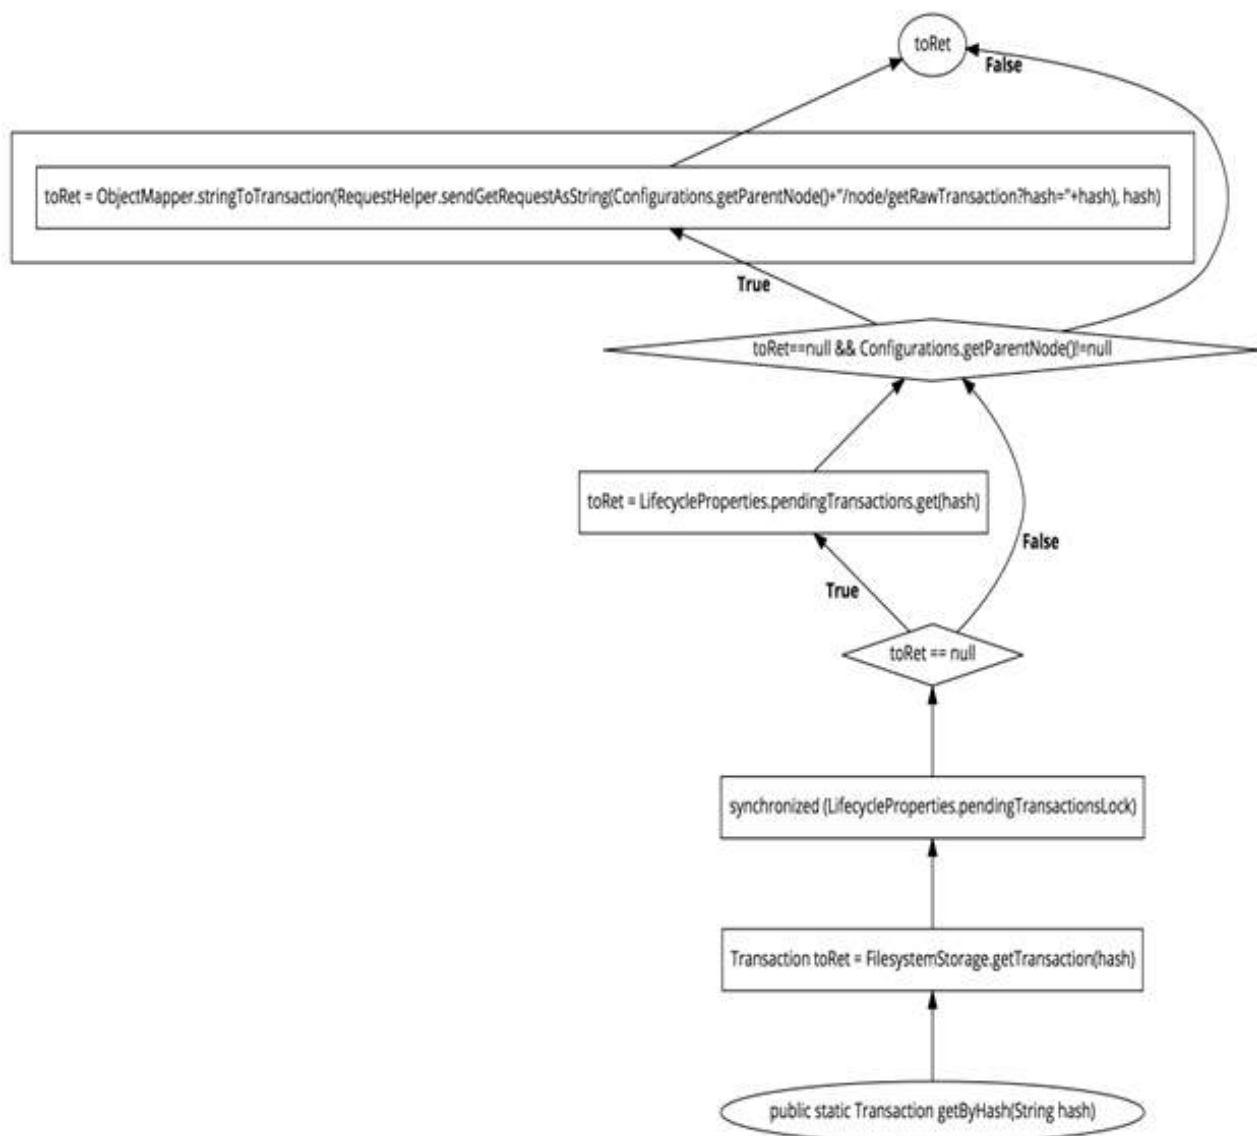 toRet
False
toRet = ObjectMapper.stringToTransaction(RequestHelper.sendGetRequestAsString(Configurations.getParentNode()+"/node/getRawTransaction?hash="+hash), hash)
True
toRet==null && Configurations.getParentNode()!=null
toRet = LifecycleProperties.pendingTransactions.get(hash)
False
True
toRet == null
synchronized (LifecycleProperties.pendingTransactionsLock)
Transaction toRet = FilesystemStorage.getTransaction(hash)
public static Transaction getByHash(String hash)